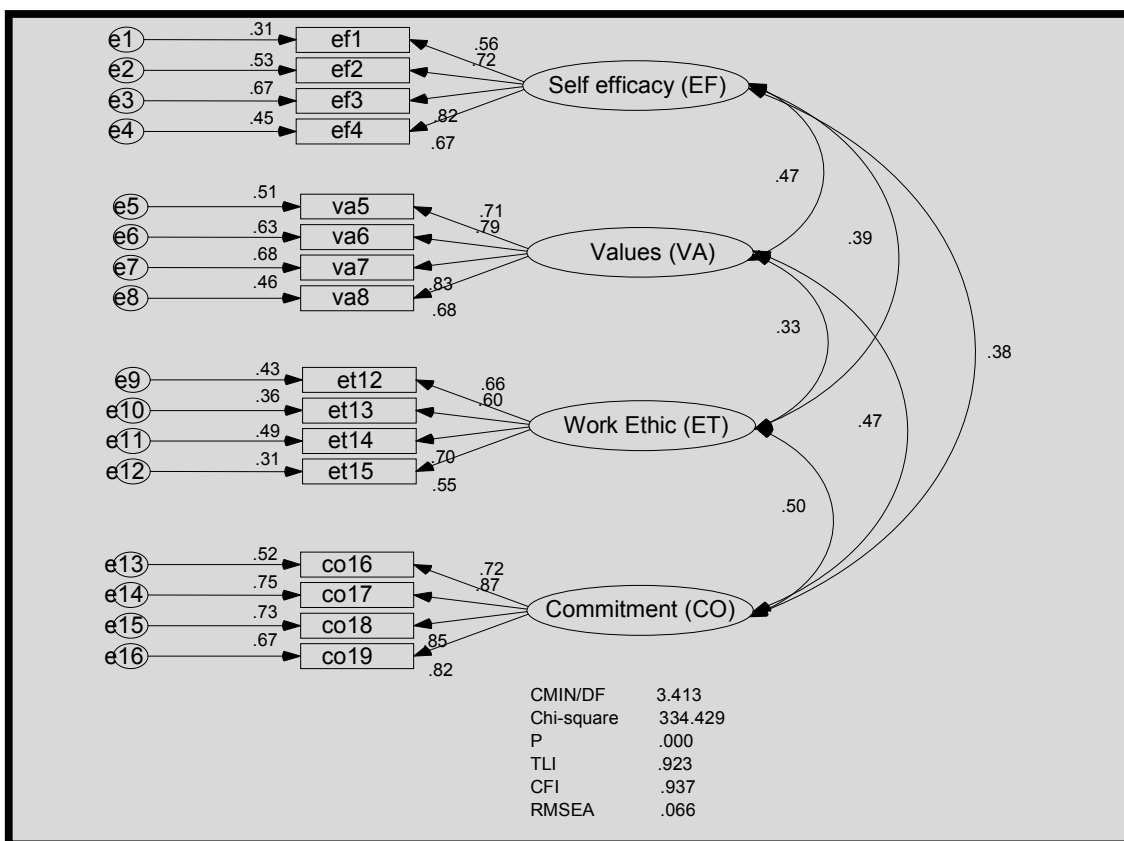 e1 .31 ef1 .56
e2 .53 ef2 .72
e3 .67 ef3 .82
e4 .45 ef4 .67
Self efficacy (EF)
.47
e5 .51 va5 .71
e6 .63 va6 .79
e7 .68 va7 .83
e8 .46 va8 .68
Values (VA)
.39
.33
.38
e9 .43 et12 .66
e10 .36 et13 .60
e11 .49 et14 .70
e12 .31 et15 .55
Work Ethic (ET)
.47
.50
e13 .52 co16 .72
e14 .75 co17 .87
e15 .73 co18 .85
e16 .67 co19 .82
Commitment (CO)
CMIN/DF 3.413
Chi-square 334.429
P .000
TLI .923
CFI .937
RMSEA .066